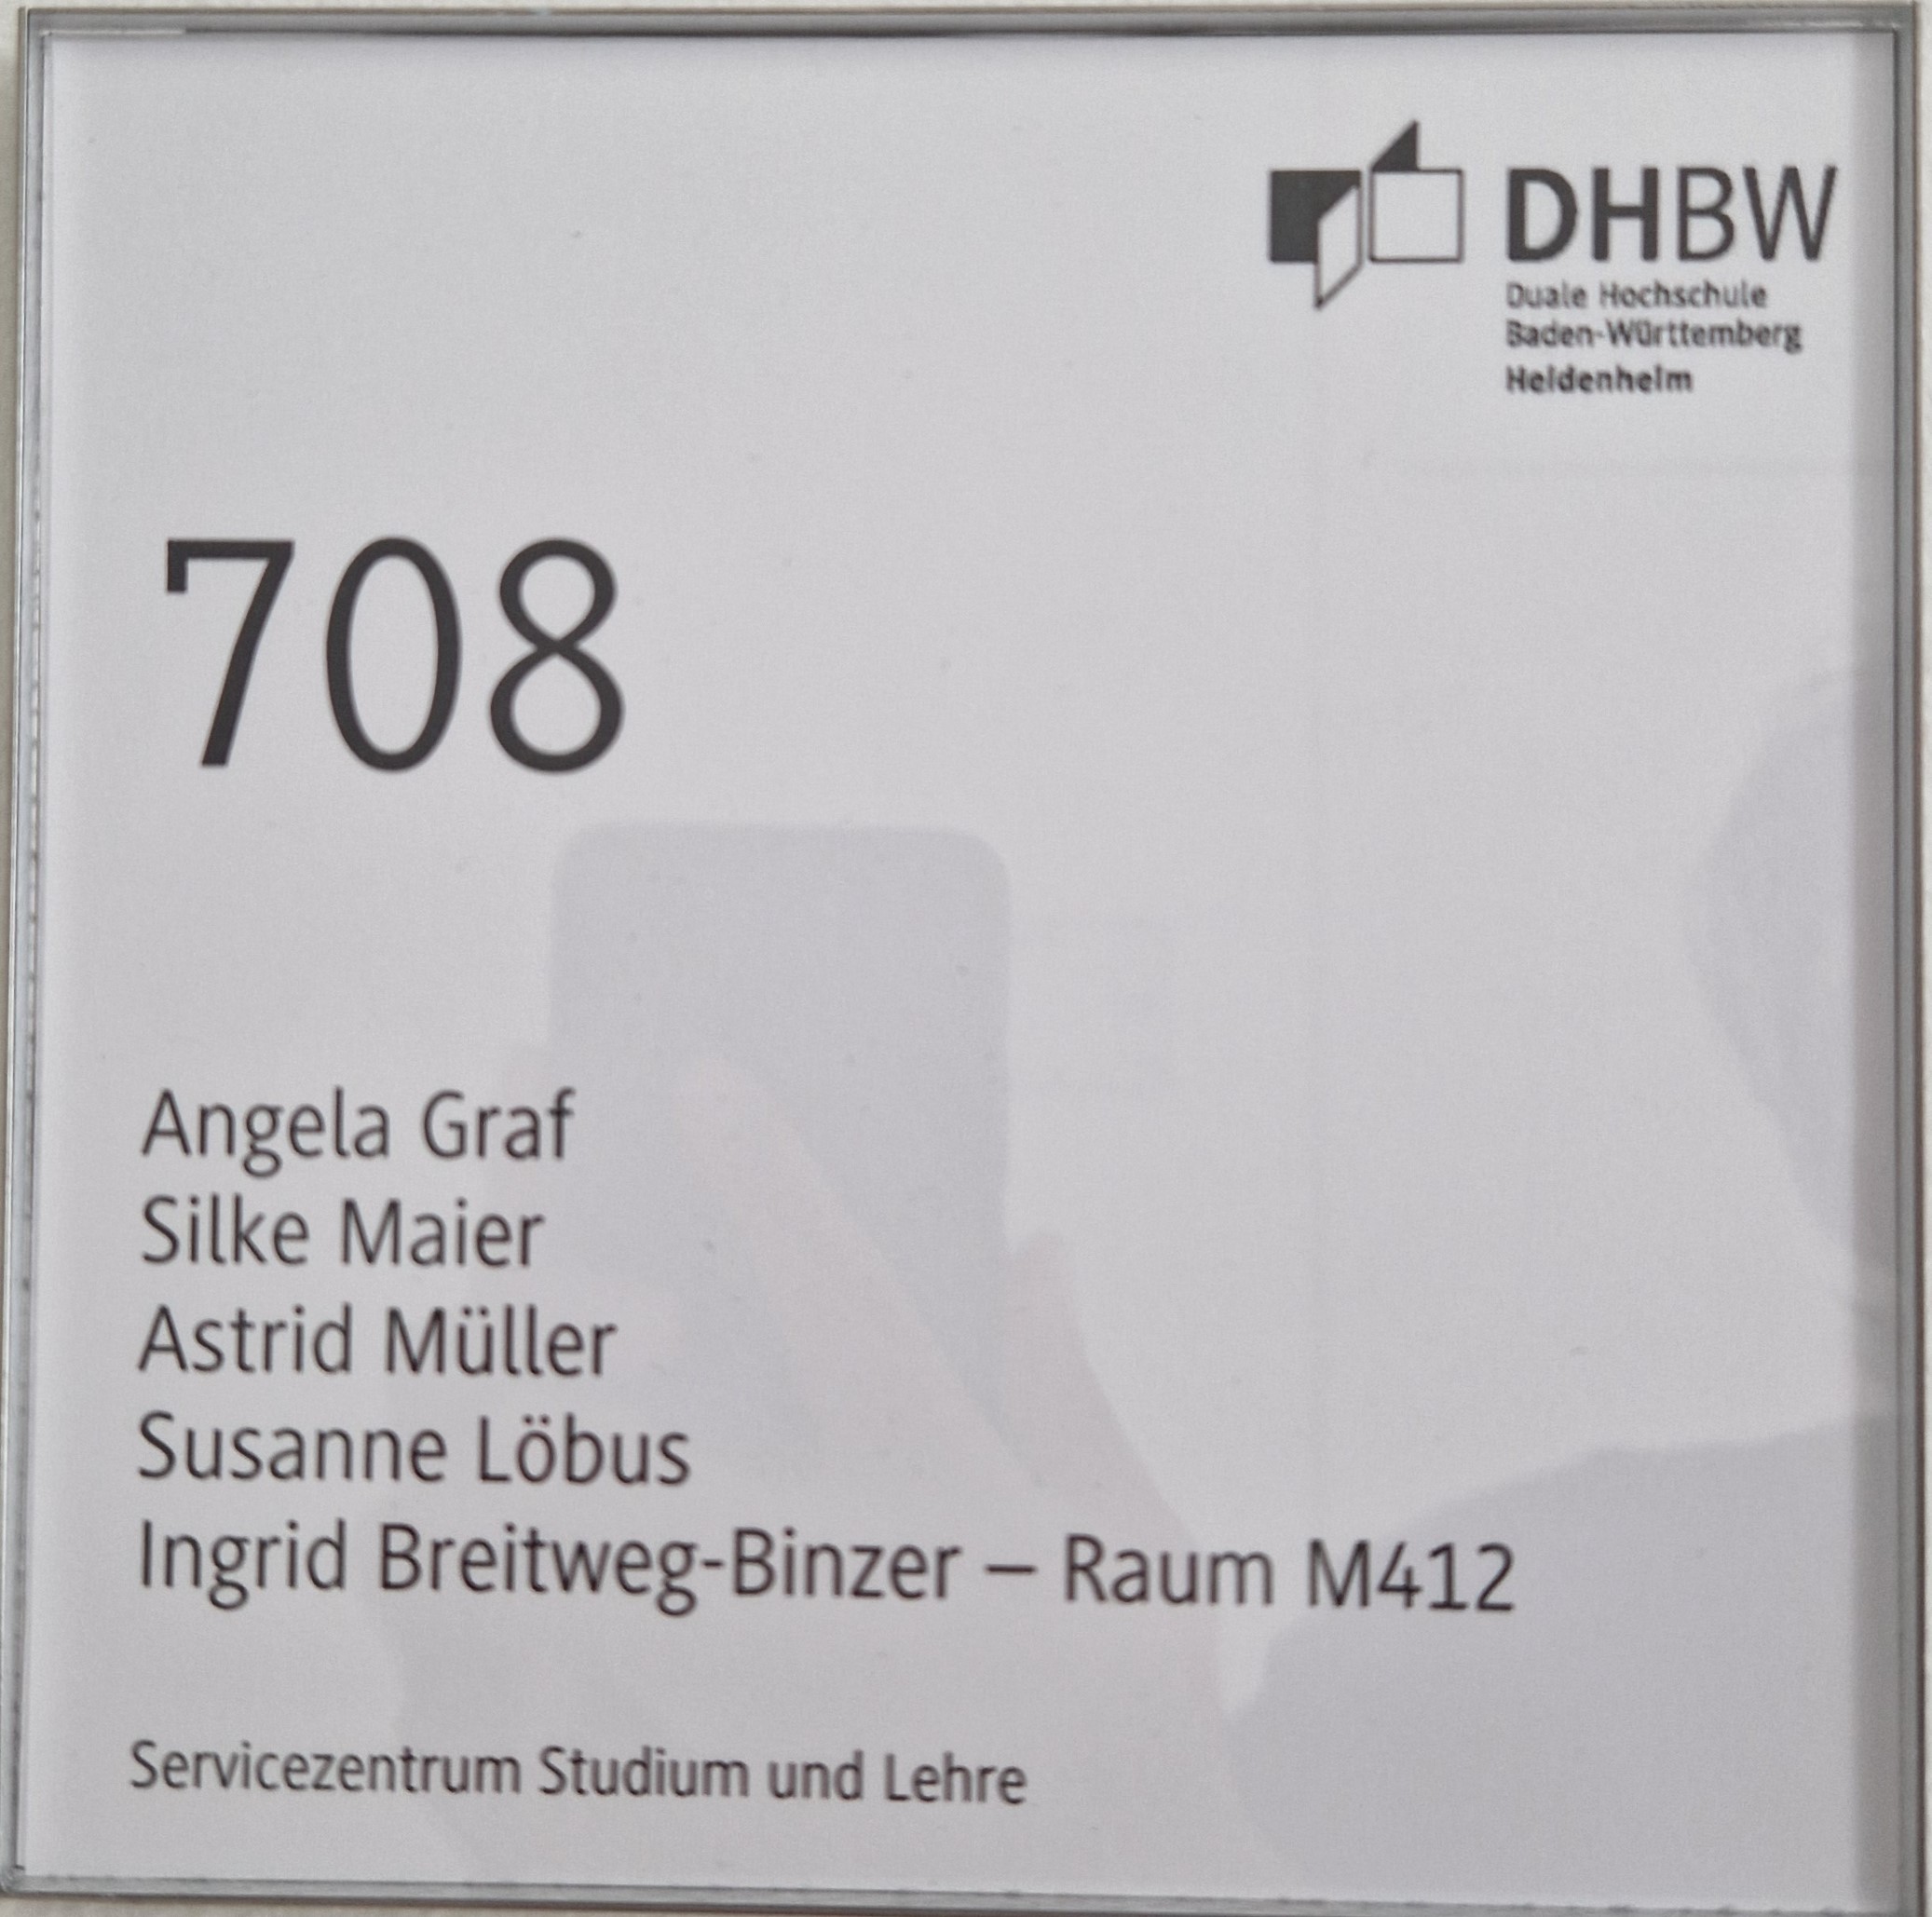 DHBW
Duale Hochschule
Baden-Württemberg
Heidenheim
708
Angela Graf
Silke Maier
Astrid Müller
Susanne Löbus
Ingrid Breitweg-Binzer – Raum M412
Servicezentrum Studium und Lehre